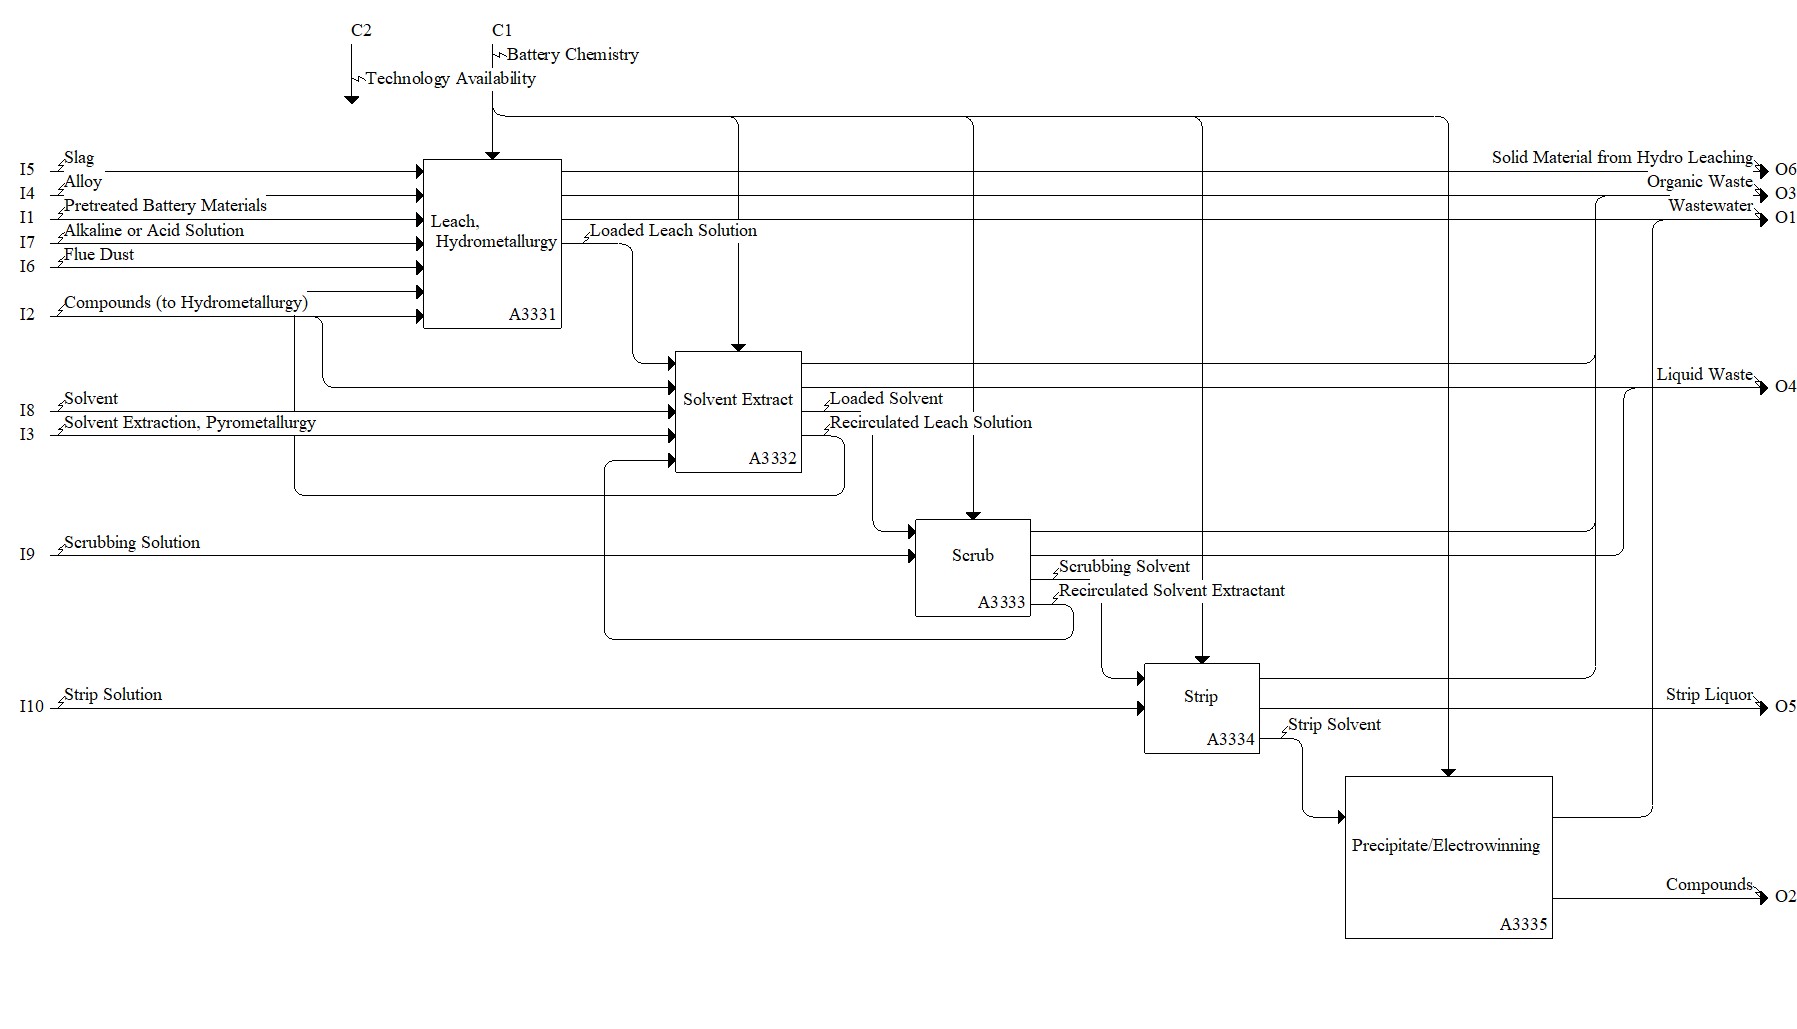 C2
C1
Battery Chemistry
Technology Availability
I5
Slag
I4
Alloy
I1
Pretreated Battery Materials
I7
Alkaline or Acid Solution
I6
Flue Dust
I2
Compounds (to Hydrometallurgy)
Leach,
Hydrometallurgy
A3331
Loaded Leach Solution
Solid Material from Hydro Leaching
O6
Organic Waste
O3
Wastewater
O1
I8
Solvent
I3
Solvent Extraction, Pyrometallurgy
Solvent Extract
A3332
Loaded Solvent
Recirculated Leach Solution
Liquid Waste
O4
I9
Scrubbing Solution
Scrub
A3333
Scrubbing Solvent
Recirculated Solvent Extractant
I10
Strip Solution
Strip
A3334
Strip Liquor
O5
Strip Solvent
Precipitate/Electrowinning
A3335
Compounds
O2